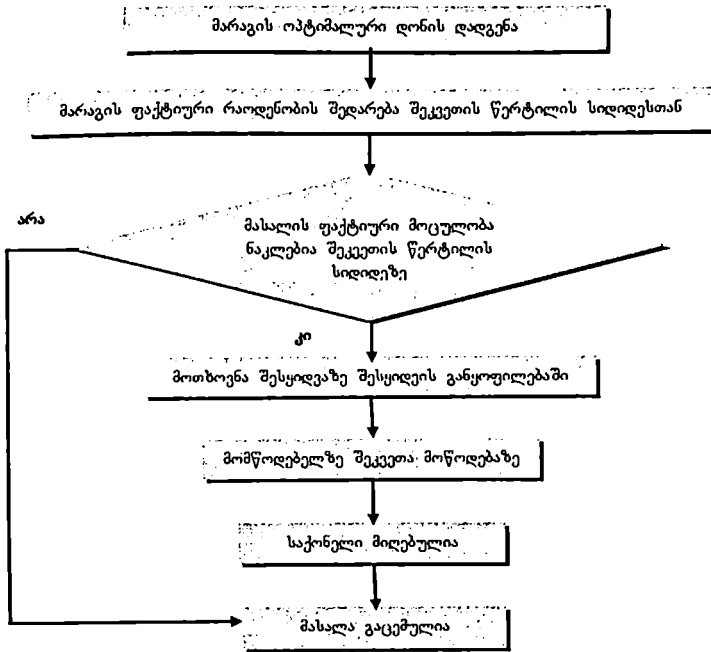 მარაგის ოპტიმალური დონის დადგენა
მარაგის ფაქტიური რაოდენობის შედარება შეკვეთის წერტილის სიდიდესთან
არა
მასალის ფაქტიური მოცულობა
ნაკლებია შეკვეთის წერტილის
სიდიდეზე
კი
მოთხოვნა შესყიდვაზე შესყიდვის განყოფილებაში
მომწოდებელზე შეკვეთა მოწოდებაზე
საქონელი მიღებულია
მასალა გაცემულია